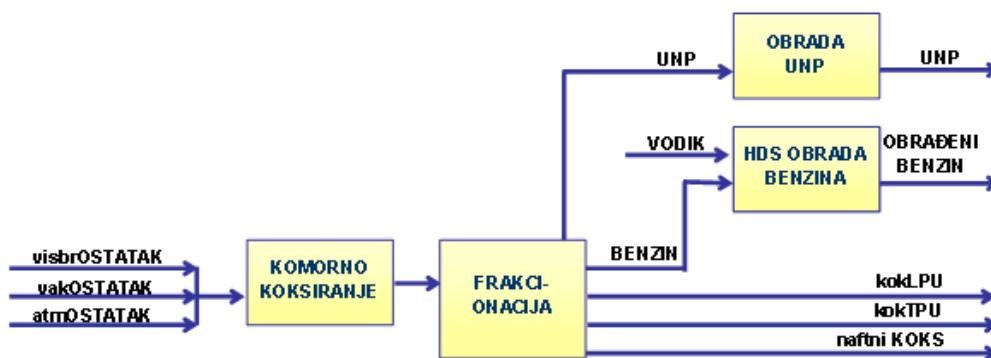 UNP
OBRADA
UNP
UNP
VODIK
HDS OBRADA
BENZINA
OBRAĐENI
BENZIN
visbrOSTATAK
vakOSTATAK
atmOSTATAK
KOMORNO
KOKSIRANJE
FRAKCI-
ONACIJA
BENZIN
kokLPU
kokTPU
naftni KOKS